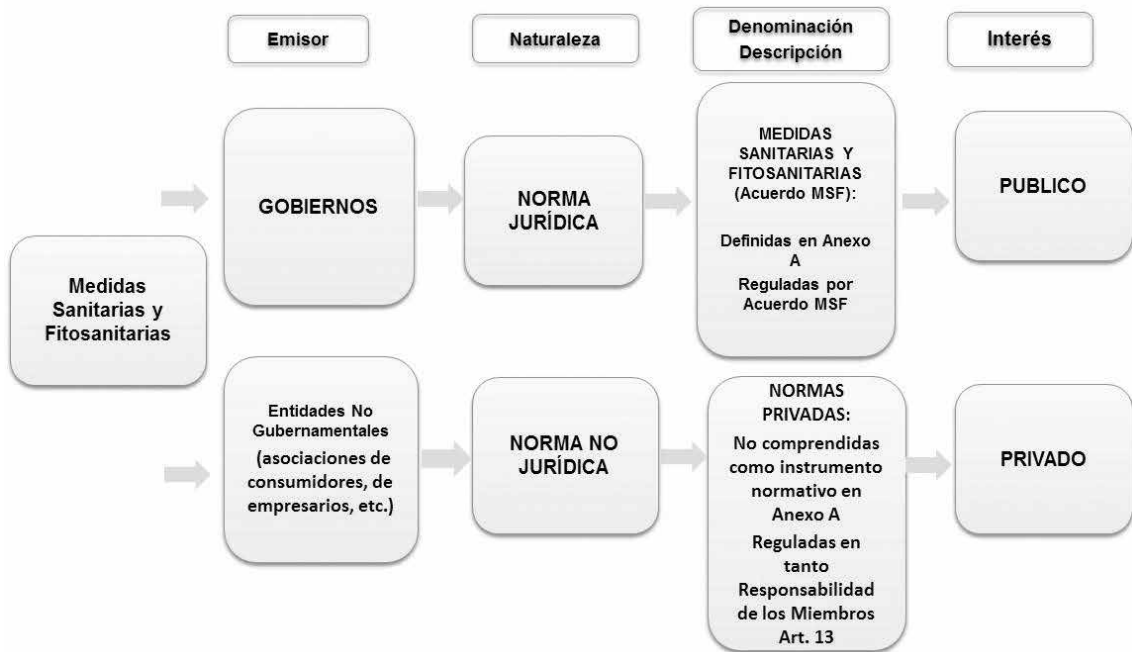 Emisor
Naturaleza
Denominación
Descripción
Interés
Medidas
Sanitarias y
Fitosanitarias
GOBIERNOS
NORMA
JURÍDICA
MEDIDAS
SANITARIAS Y
FITOSANITARIAS
(Acuerdo MSF):
Definidas en Anexo
A
Reguladas por
Acuerdo MSF
PUBLICO
Entidades No
Gubernamentales
(asociaciones de
consumidores, de
empresarios, etc.)
NORMA NO
JURÍDICA
NORMAS
PRIVADAS:
No comprendidas
como instrumento
normativo en
Anexo A
Reguladas en
tanto
Responsabilidad
de los Miembros
Art. 13
PRIVADO